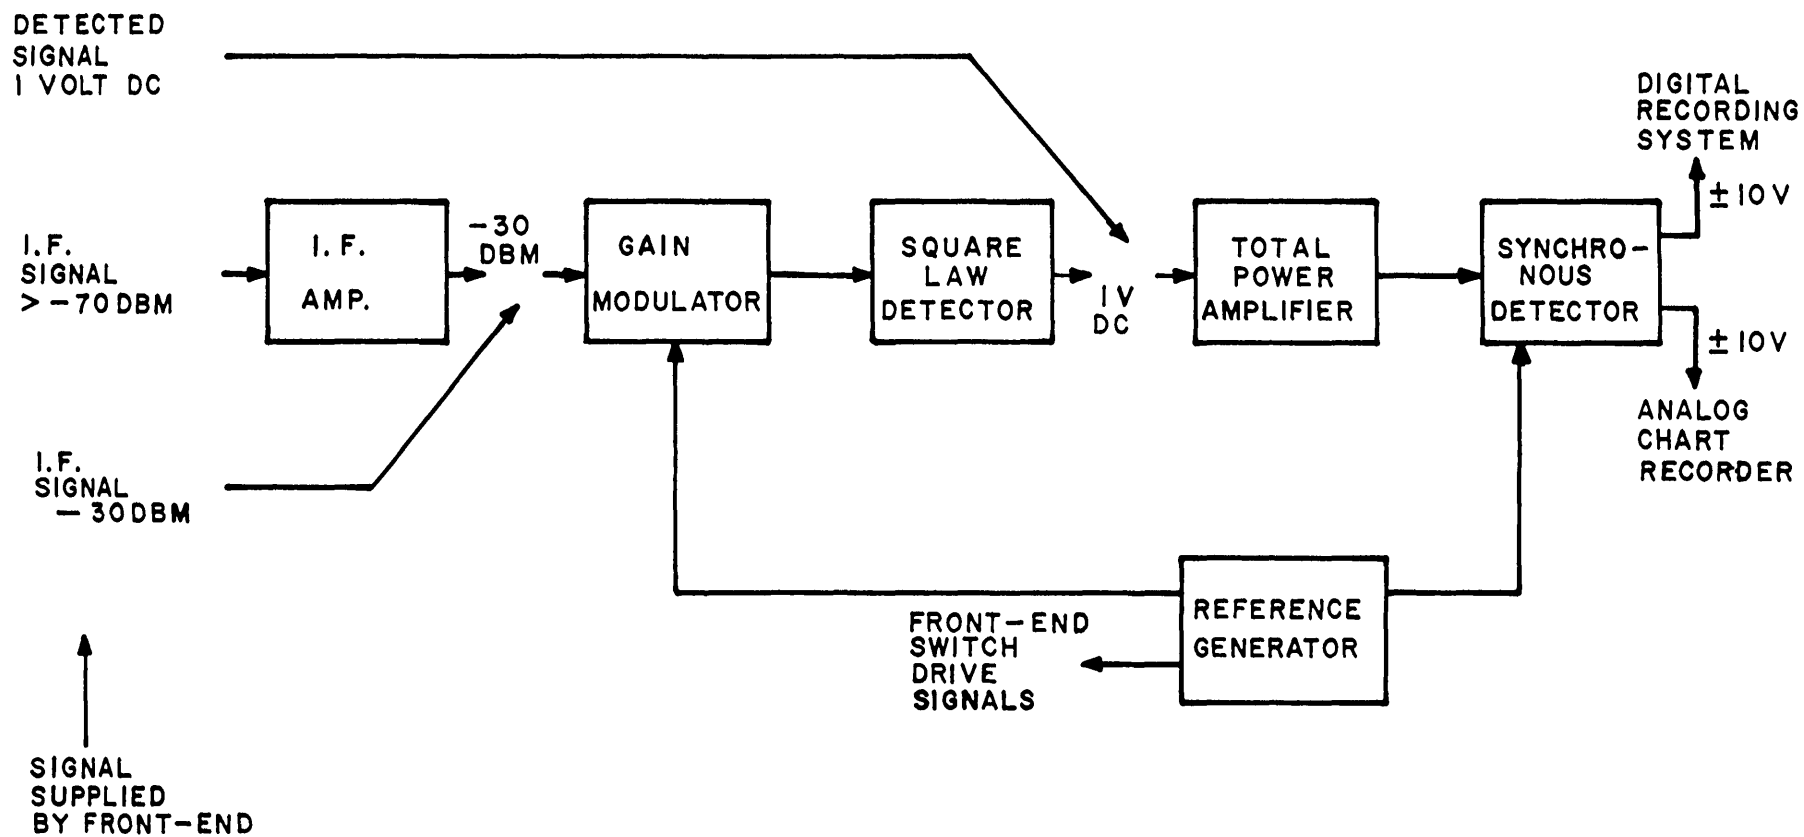 DETECTED
SIGNAL
1 VOLT DC
I.F.
SIGNAL
> -70DBM
I.F.
AMP.
-30
DBM
GAIN
MODULATOR
SQUARE
LAW
DETECTOR
1V
DC
TOTAL
POWER
AMPLIFIER
SYNCHRO-
NOUS
DETECTOR
DIGITAL
RECORDING
SYSTEM
±10V
±10V
ANALOG
CHART
RECORDER
I.F.
SIGNAL
-30DBM
REFERENCE
GENERATOR
FRONT-END
SWITCH
DRIVE
SIGNALS
SIGNAL
SUPPLIED
BY FRONT-END